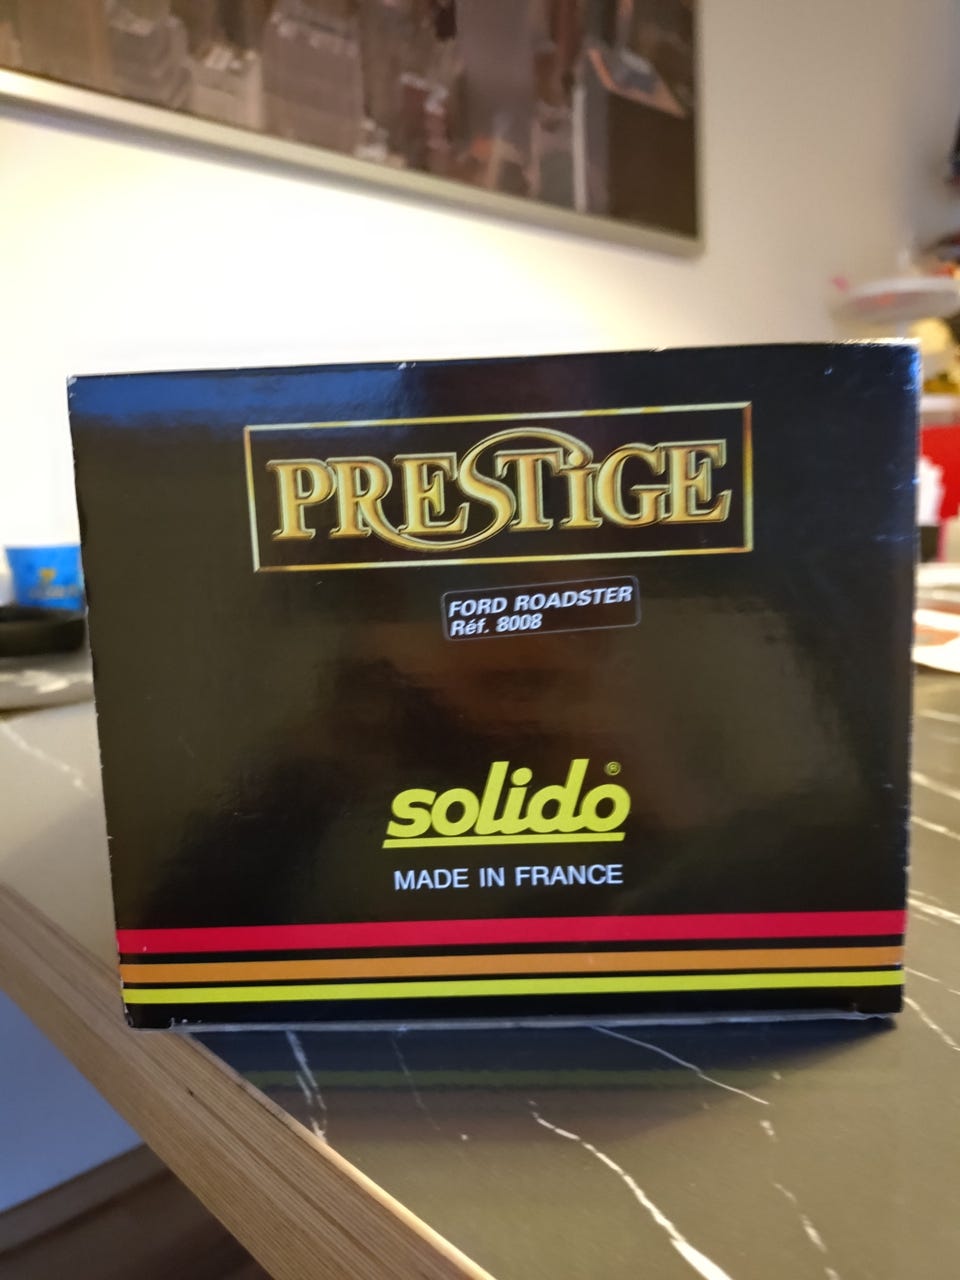 PRESTiGE
FORD ROADSTER
Réf. 8008
solido®
MADE IN FRANCE